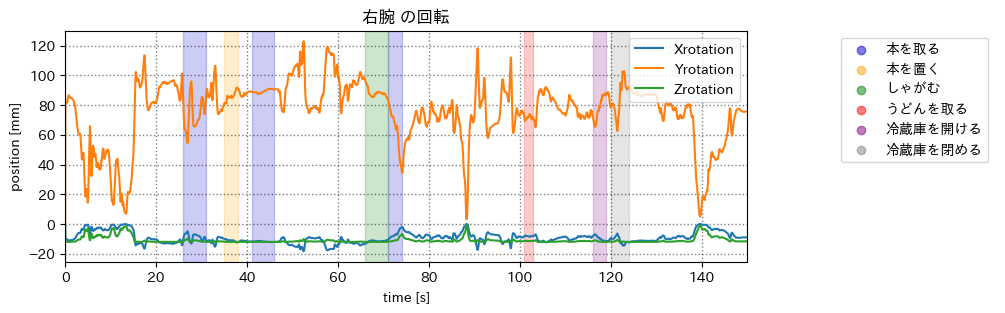 右腕 の回転
position [mm]
120
100
80
60
40
20
0
−20
0 20 40 60 80 100 120 140
time [s]
Xrotation
Yrotation
Zrotation
本を取る
本を置く
しゃがむ
うどんを取る
冷蔵庫を開ける
冷蔵庫を閉める